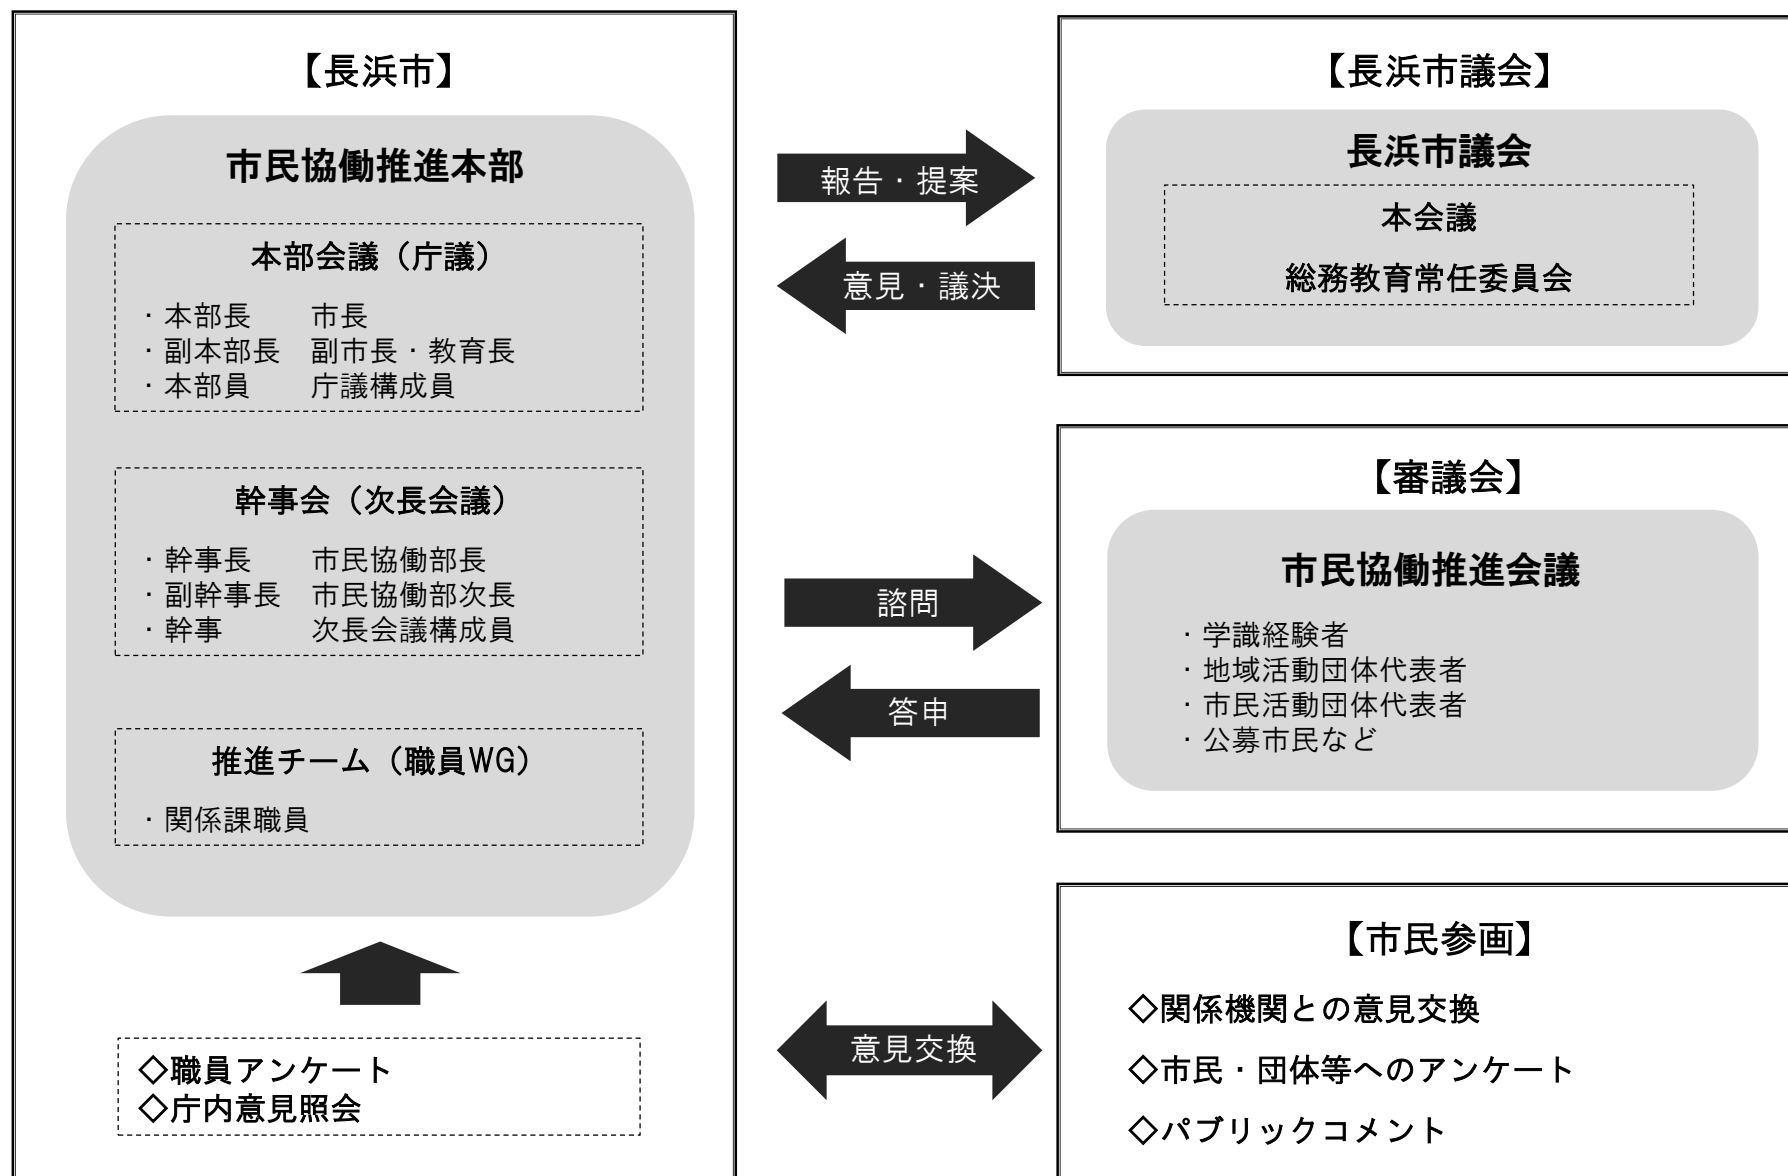 【長浜市】
市民協働推進本部
本部会議（庁議）
・本部長　　市長
・副本部長　副市長・教育長
・本部員　　庁議構成員
幹事会（次長会議）
・幹事長　　市民協働部長
・副幹事長　市民協働部次長
・幹事　　　次長会議構成員
推進チーム（職員WG）
・関係課職員
◇職員アンケート
◇庁内意見照会
報告・提案
意見・議決
諮問
答申
意見交換
【長浜市議会】
長浜市議会
本会議
総務教育常任委員会
【審議会】
市民協働推進会議
・学識経験者
・地域活動団体代表者
・市民活動団体代表者
・公募市民など
【市民参画】
◇関係機関との意見交換
◇市民・団体等へのアンケート
◇パブリックコメント